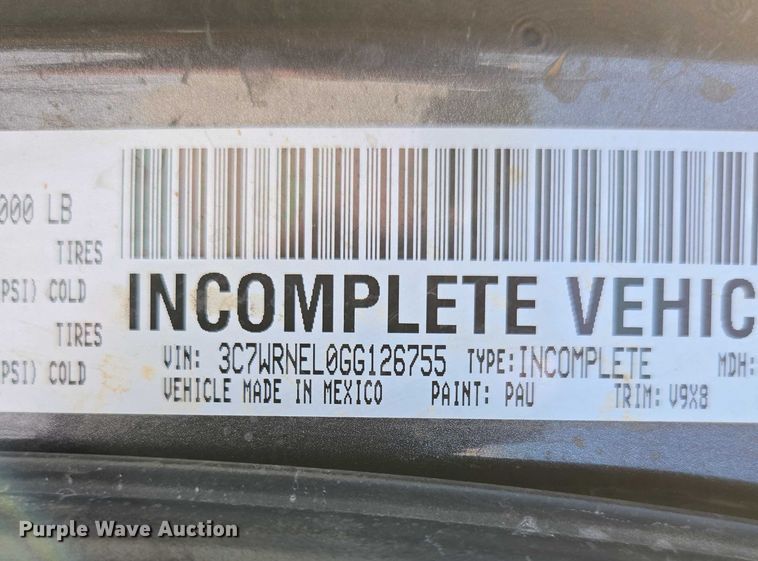 000 LB
TIRES
PSI) COLD
TIRES
PSI) COLD
INCOMPLETE VEHIC
VIN: 3C7WRNEL0GG126755 TYPE: INCOMPLETE MDH:
VEHICLE MADE IN MEXICO PAINT: PAU TRIM: V9X8
Purple Wave Auction